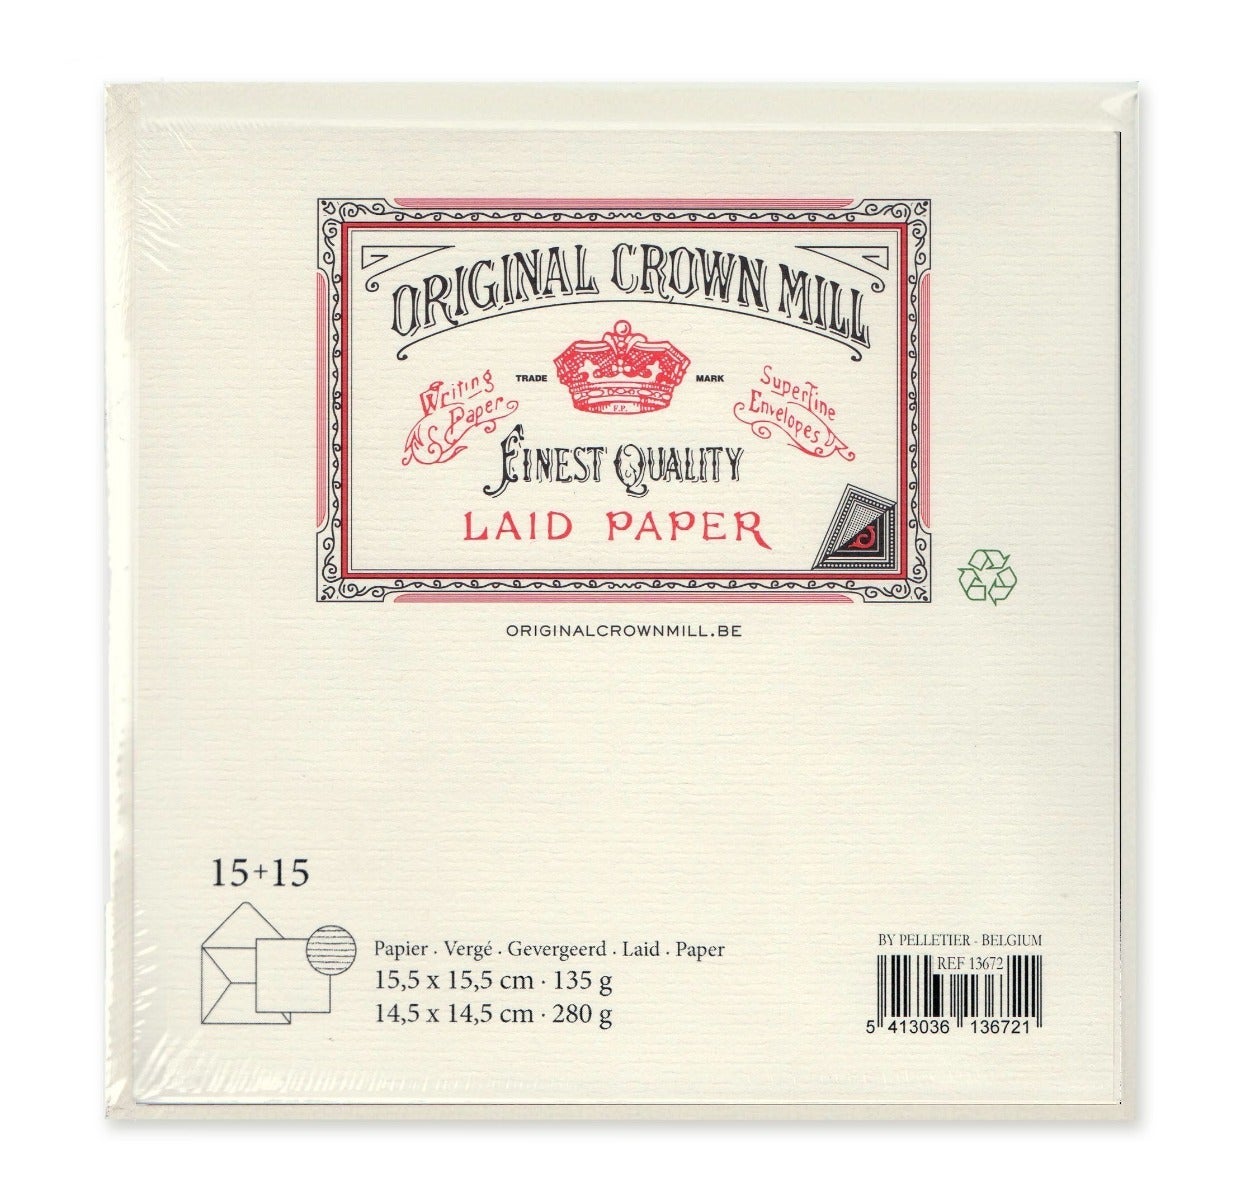 ORIGINAL CROWN MILL
Writing
Paper
TRADE
MARK
F.P.
Superfine
Envelopes
FINEST QUALITY
LAID PAPER
ORIGINALCROWNMILL.BE
15+15
Papier . Vergé . Gevergeerd . Laid . Paper
15,5 x 15,5 cm · 135 g
14,5 x 14,5 cm · 280 g
BY PELLETIER - BELGIUM
REF 13672
5 413036 136721